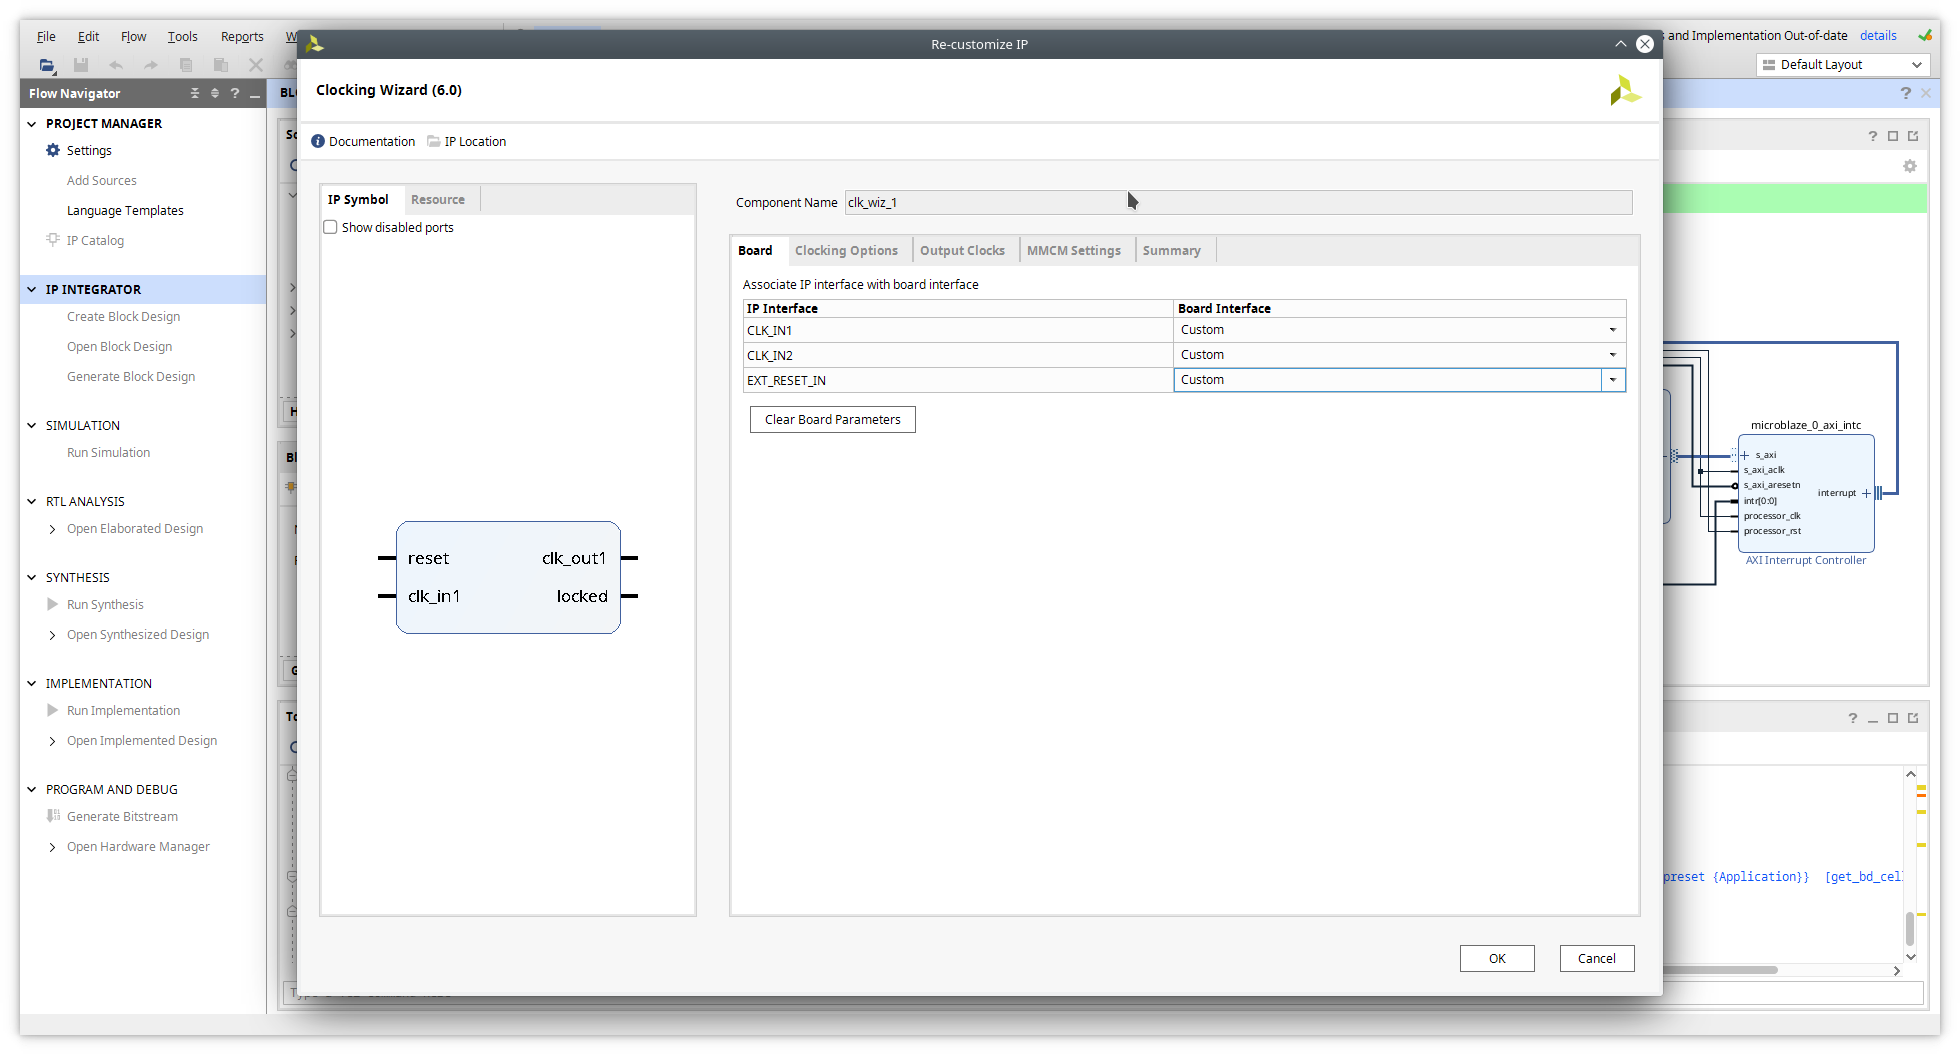 File Edit Flow Tools Reports
Re-customize IP
and Implementation Out-of-date details
Default Layout
Flow Navigator
? _
Clocking Wizard (6.0)
?
PROJECT MANAGER
Settings
Add Sources
Language Templates
IP Catalog
IP INTEGRATOR
Create Block Design
Open Block Design
Generate Block Design
SIMULATION
Run Simulation
RTL ANALYSIS
Open Elaborated Design
SYNTHESIS
Run Synthesis
Open Synthesized Design
IMPLEMENTATION
Run Implementation
Open Implemented Design
PROGRAM AND DEBUG
Generate Bitstream
Open Hardware Manager
Documentation IP Location
IP Symbol Resource
Show disabled ports
reset clk_out1
clk_in1 locked
Component Name clk_wiz_1
Board Clocking Options Output Clocks MMCM Settings Summary
Associate IP interface with board interface
IP Interface Board Interface
CLK_IN1 Custom
CLK_IN2 Custom
EXT_RESET_IN Custom
Clear Board Parameters
OK Cancel
microblaze_0_axi_intc
s_axi
s_axi_aclk
s_axi_aresetn
intr[0:0]
processor_clk
processor_rst
interrupt
AXI Interrupt Controller
preset {Application}} [get_bd_cel